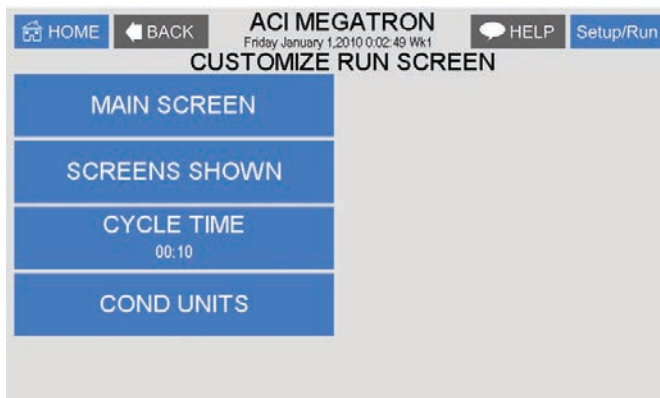 HOME
BACK
ACI MEGATRON
Friday January 1,2010 0:02:49 Wk1
HELP
Setup/Run
CUSTOMIZE RUN SCREEN
MAIN SCREEN
SCREENS SHOWN
CYCLE TIME
00:10
COND UNITS